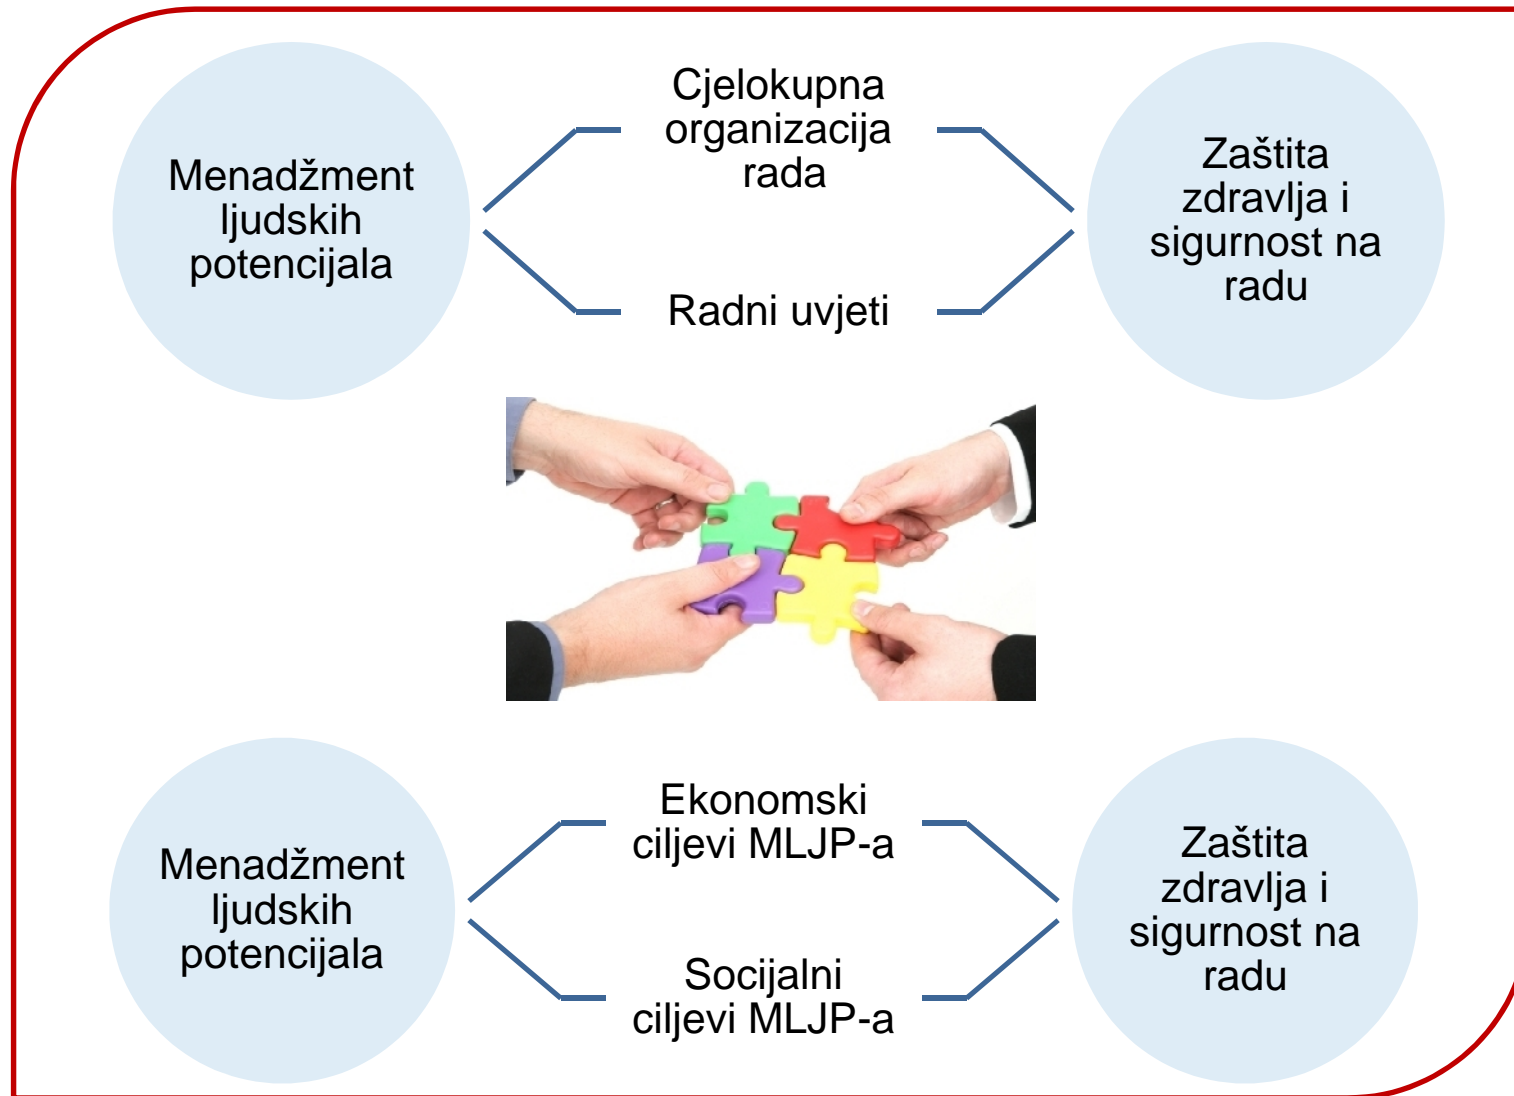 Menadžment
ljudskih
potencijala
Cjelokupna
organizacija
rada
Radni uvjeti
Zaštita
zdravlja i
sigurnost na
radu
Menadžment
ljudskih
potencijala
Ekonomski
ciljevi MLJP-a
Socijalni
ciljevi MLJP-a
Zaštita
zdravlja i
sigurnost na
radu